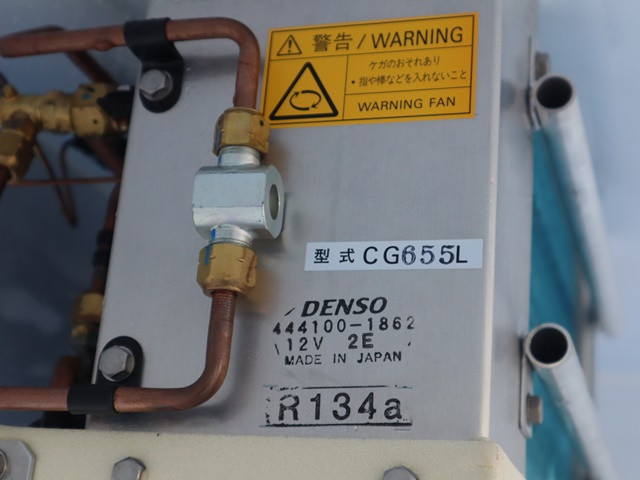 警告/WARNING
ケガのおそれあり
・指や棒などを入れないこと
WARNING FAN
型式 CG655L
DENSO
444100-1862
12V 2E
MADE IN JAPAN
R134a